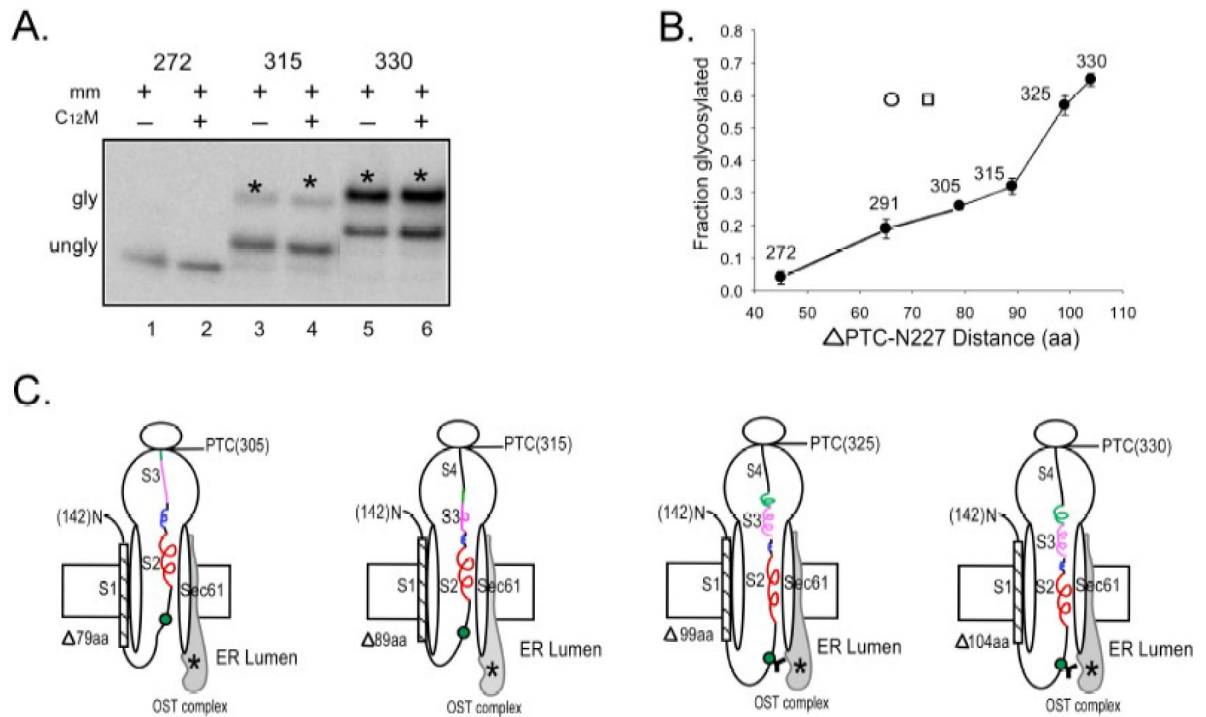 A.
272 315 330
mm + + + + + +
C12M – + – + – +
gly * * * *
ungly
1 2 3 4 5 6
B.
Fraction glycosylated
0.8
0.7
0.6
0.5
0.4
0.3
0.2
0.1
0.0
272
291
305
315
325
330
40 50 60 70 80 90 100 110
△PTC-N227 Distance (aa)
C.
PTC(305)
S3
(142)N
S2
S1
Sec61
△79aa
ER Lumen
*
OST complex
PTC(315)
S4
(142)N
S3
S2
S1
Sec61
△89aa
ER Lumen
*
OST complex
PTC(325)
S4
(142)N
S3
S2
S1
Sec61
△99aa
ER Lumen
*
OST complex
PTC(330)
S4
(142)N
S3
S2
S1
Sec61
△104aa
ER Lumen
*
OST complex